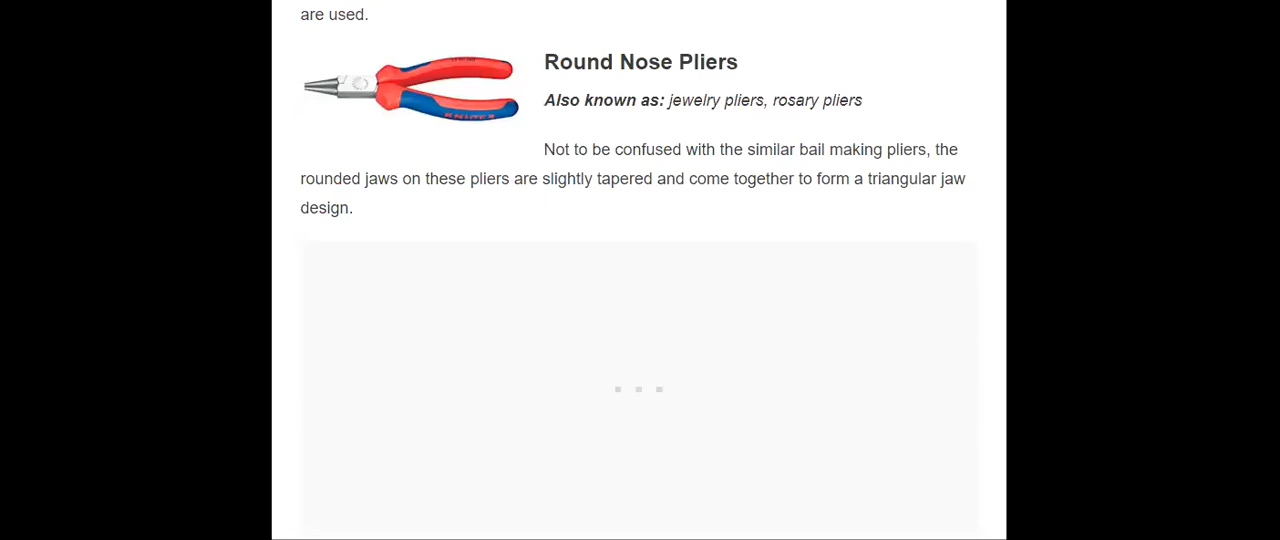 are used.
Round Nose Pliers
Also known as: jewelry pliers, rosary pliers
Not to be confused with the similar bail making pliers, the
rounded jaws on these pliers are slightly tapered and come together to form a triangular jaw
design.
KNIPEX